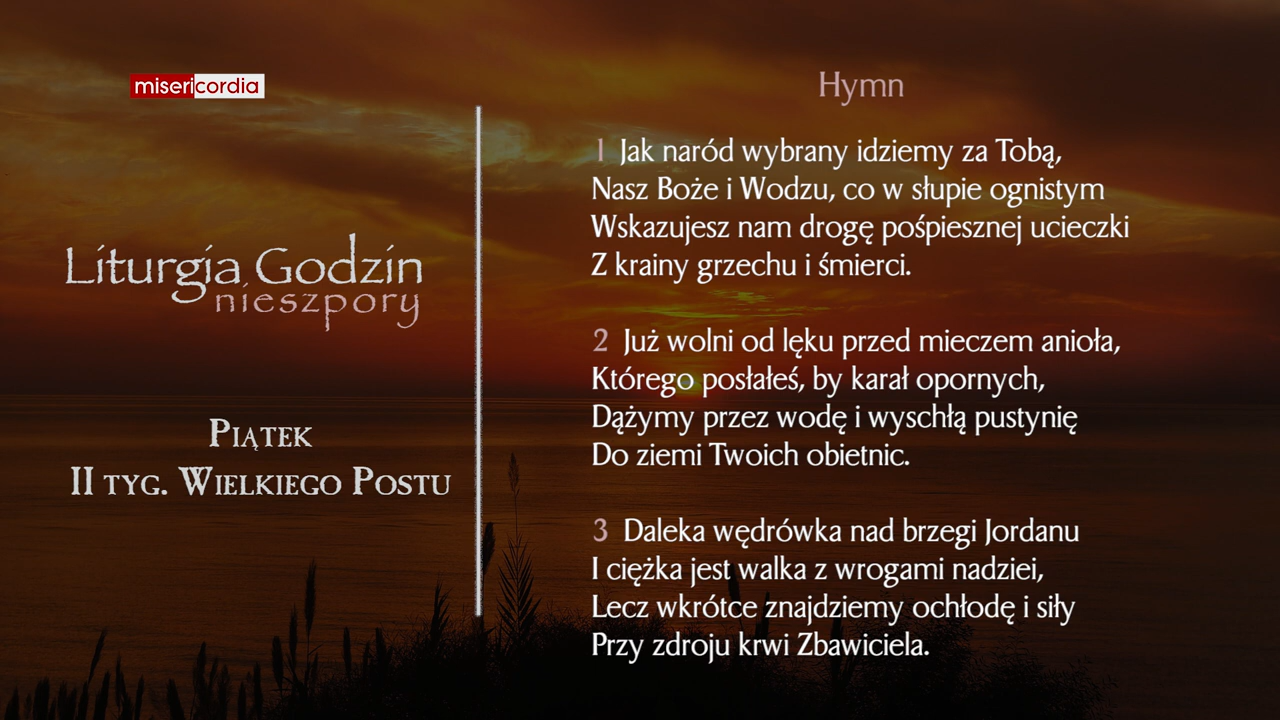 misericordia
Liturgia Godzin
nieszpory
Piątek
II tyg. Wielkiego Postu
Hymn
1 Jak naród wybrany idziemy za Tobą,
Nasz Boże i Wodzu, co w słupie ognistym
Wskazujesz nam drogę pośpiesznej ucieczki
Z krainy grzechu i śmierci.
2 Już wolni od lęku przed mieczem anioła,
Którego posłałeś, by karał opornych,
Dążymy przez wodę i wyschłą pustynię
Do ziemi Twoich obietnic.
3 Daleka wędrówka nad brzegi Jordanu
I ciężka jest walka z wrogami nadziei,
Lecz wkrótce znajdziemy ochłodę i siły
Przy zdroju krwi Zbawiciela.